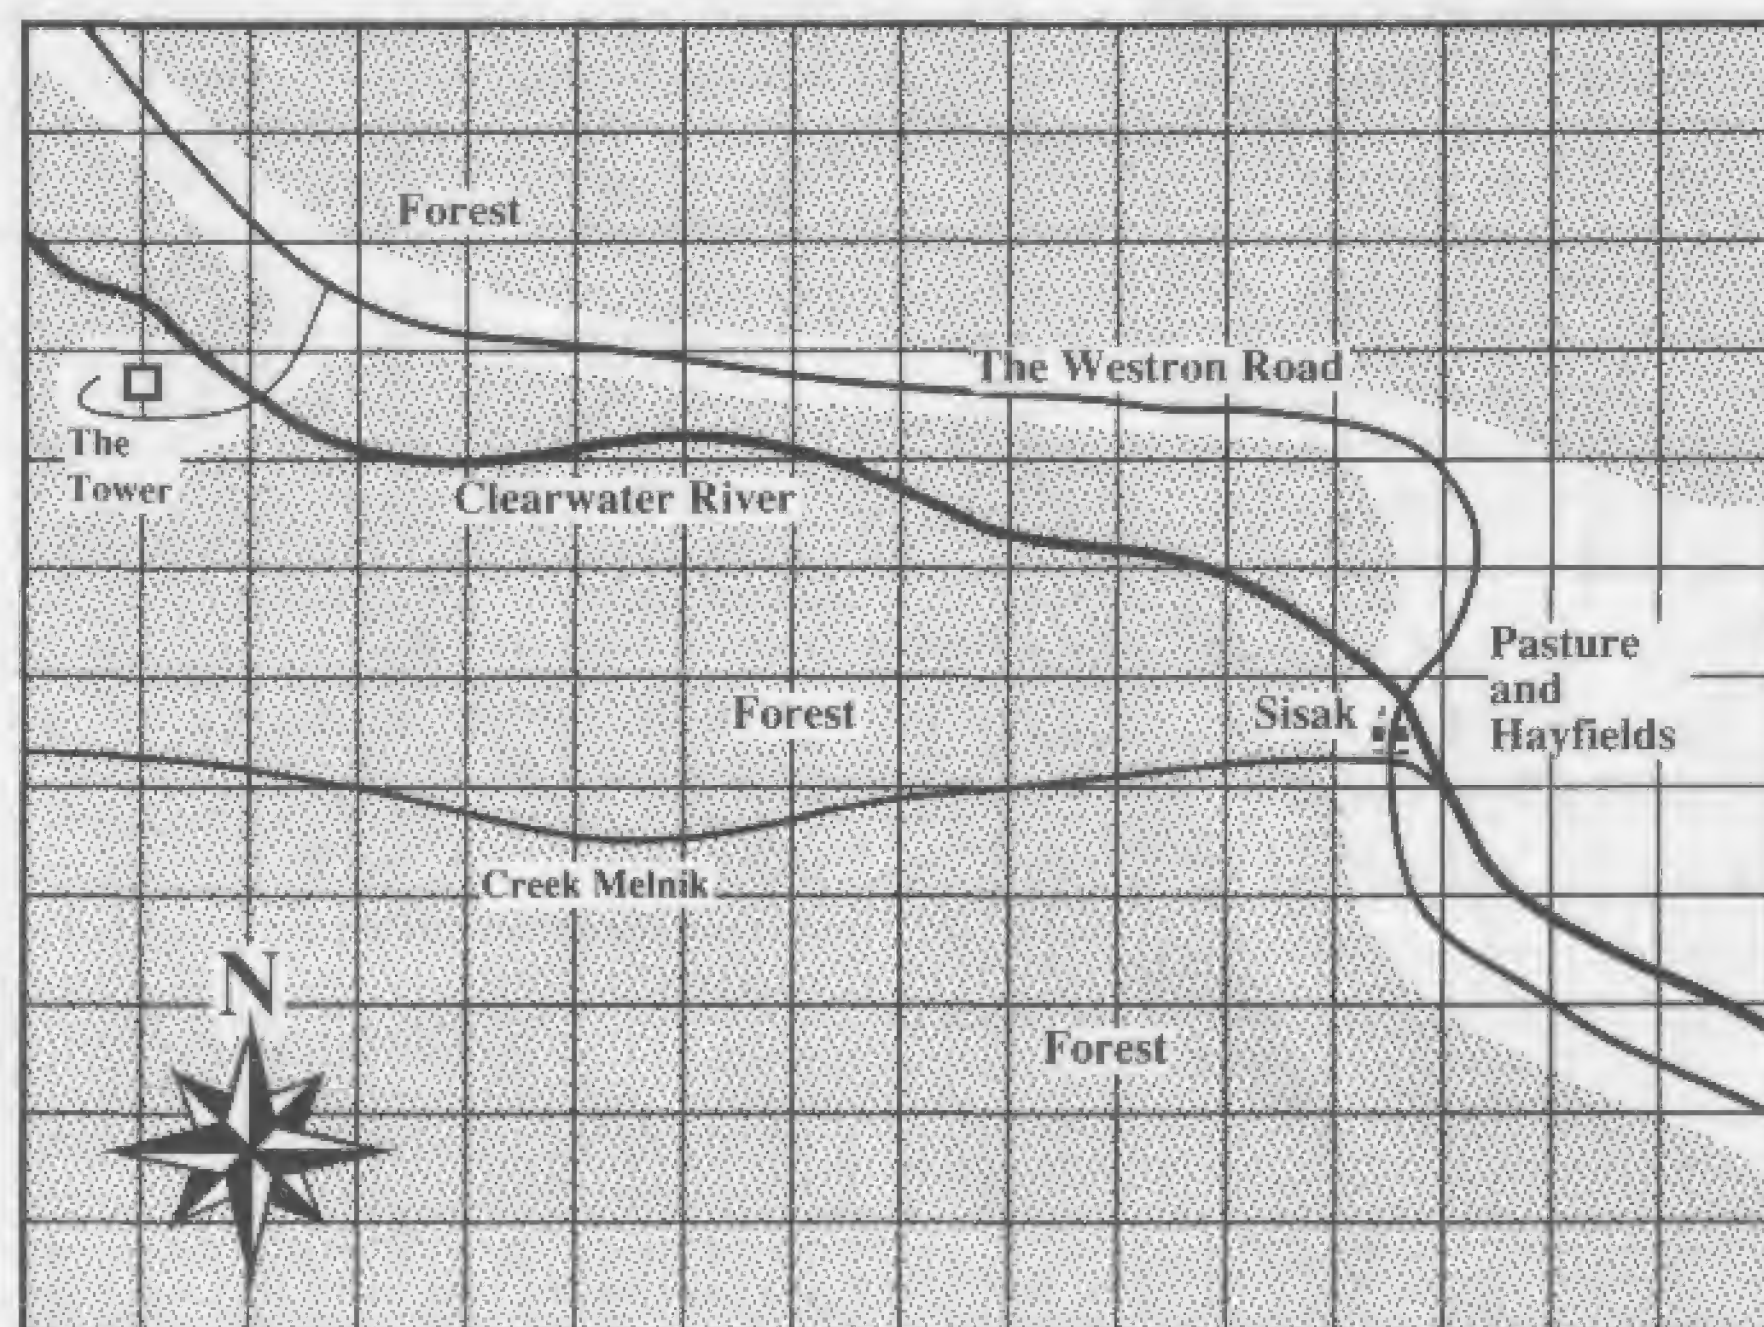 Forest
The Westron Road
The
Tower
Clearwater River
Pasture
and
Hayfields
Sisak
Forest
Creek Melnik
N
Forest